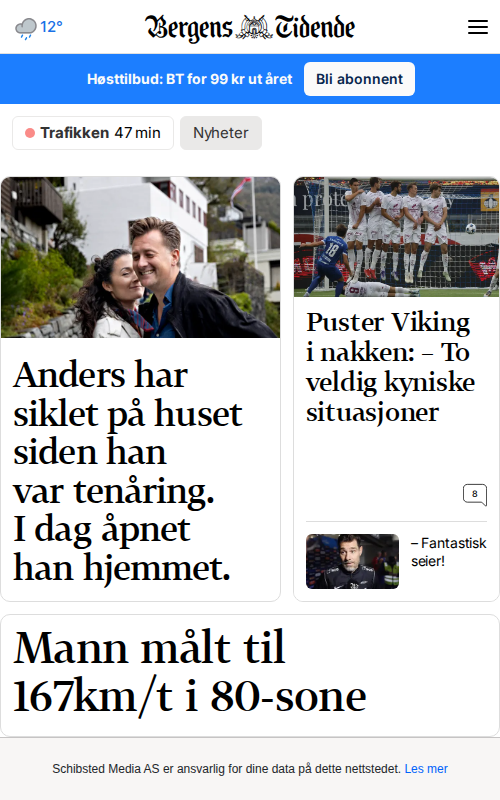 12°
Bergens Tidende
Høsttilbud: BT for 99 kr ut året
Bli abonnent
Trafikken 47 min
Nyheter
Anders har
siklet på huset
siden han
var tenåring.
I dag åpnet
han hjemmet.
Puster Viking
i nakken: – To
veldig kyniske
situasjoner
8
– Fantastisk
seier!
Mann målt til
167km/t i 80-sone
Schibsted Media AS er ansvarlig for dine data på dette nettstedet. Les mer